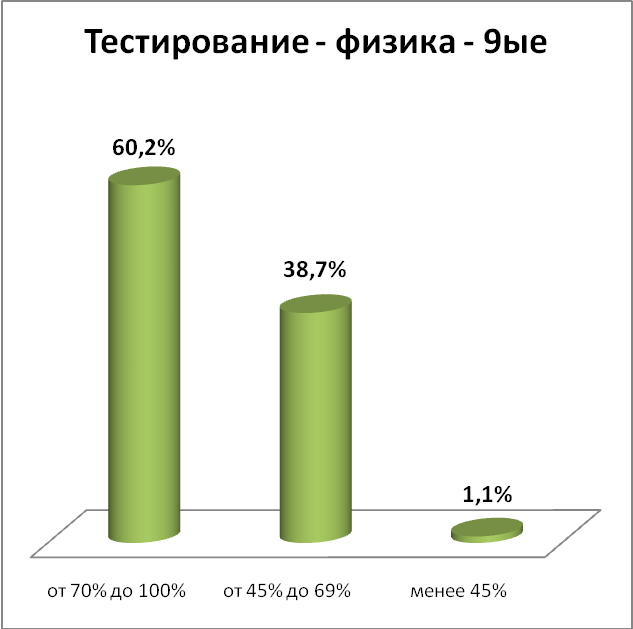 Тестирование - физика - 9ые
60,2%
38,7%
1,1%
от 70% до 100%
от 45% до 69%
менее 45%